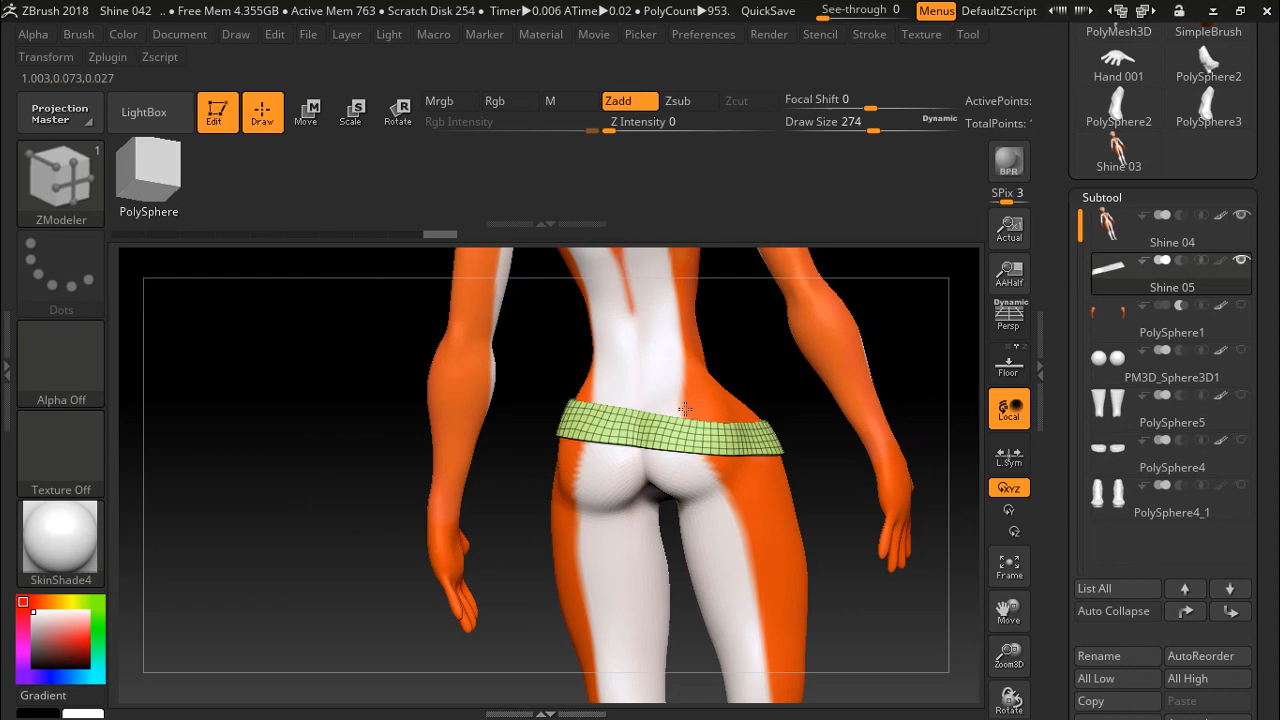 ZBrush 2018 Shine 042 .. • Free Mem 4.355GB • Active Mem 763 • Scratch Disk 254 • Timer▶0.006 ATime▶0.02 • PolyCount▶953. QuickSave See-through 0 Menus DefaultZScript
Alpha Brush Color Document Draw Edit File Layer Light Macro Marker Material Movie Picker Preferences Render Stencil Stroke Texture Tool
Transform Zplugin Zscript
1.003,0.073,0.027
Projection Master
LightBox
Edit
Draw
M
Move
S
Scale
R
Rotate
Mrgb Rgb M Zadd Zsub Zcut
Rgb Intensity Z Intensity 0
Focal Shift 0
Draw Size 274 Dynamic
ActivePoints:
TotalPoints:
1
ZModeler
PolySphere
Dots
Alpha Off
Texture Off
SkinShade4
Gradient
BPR
SPix 3
Actual
AAHalf
Dynamic
Persp
Floor
Local
L.Sym
XYZ
Y
Z
Frame
Move
Zoom3D
Rotate
PolyMesh3D SimpleBrush
Hand 001 PolySphere2
PolySphere2 PolySphere3
Shine 03
Subtool
Shine 04
Shine 05
PolySphere1
PM3D_Sphere3D1
PolySphere5
PolySphere4
PolySphere4_1
List All
Auto Collapse
Rename AutoReorder
All Low All High
Copy Paste